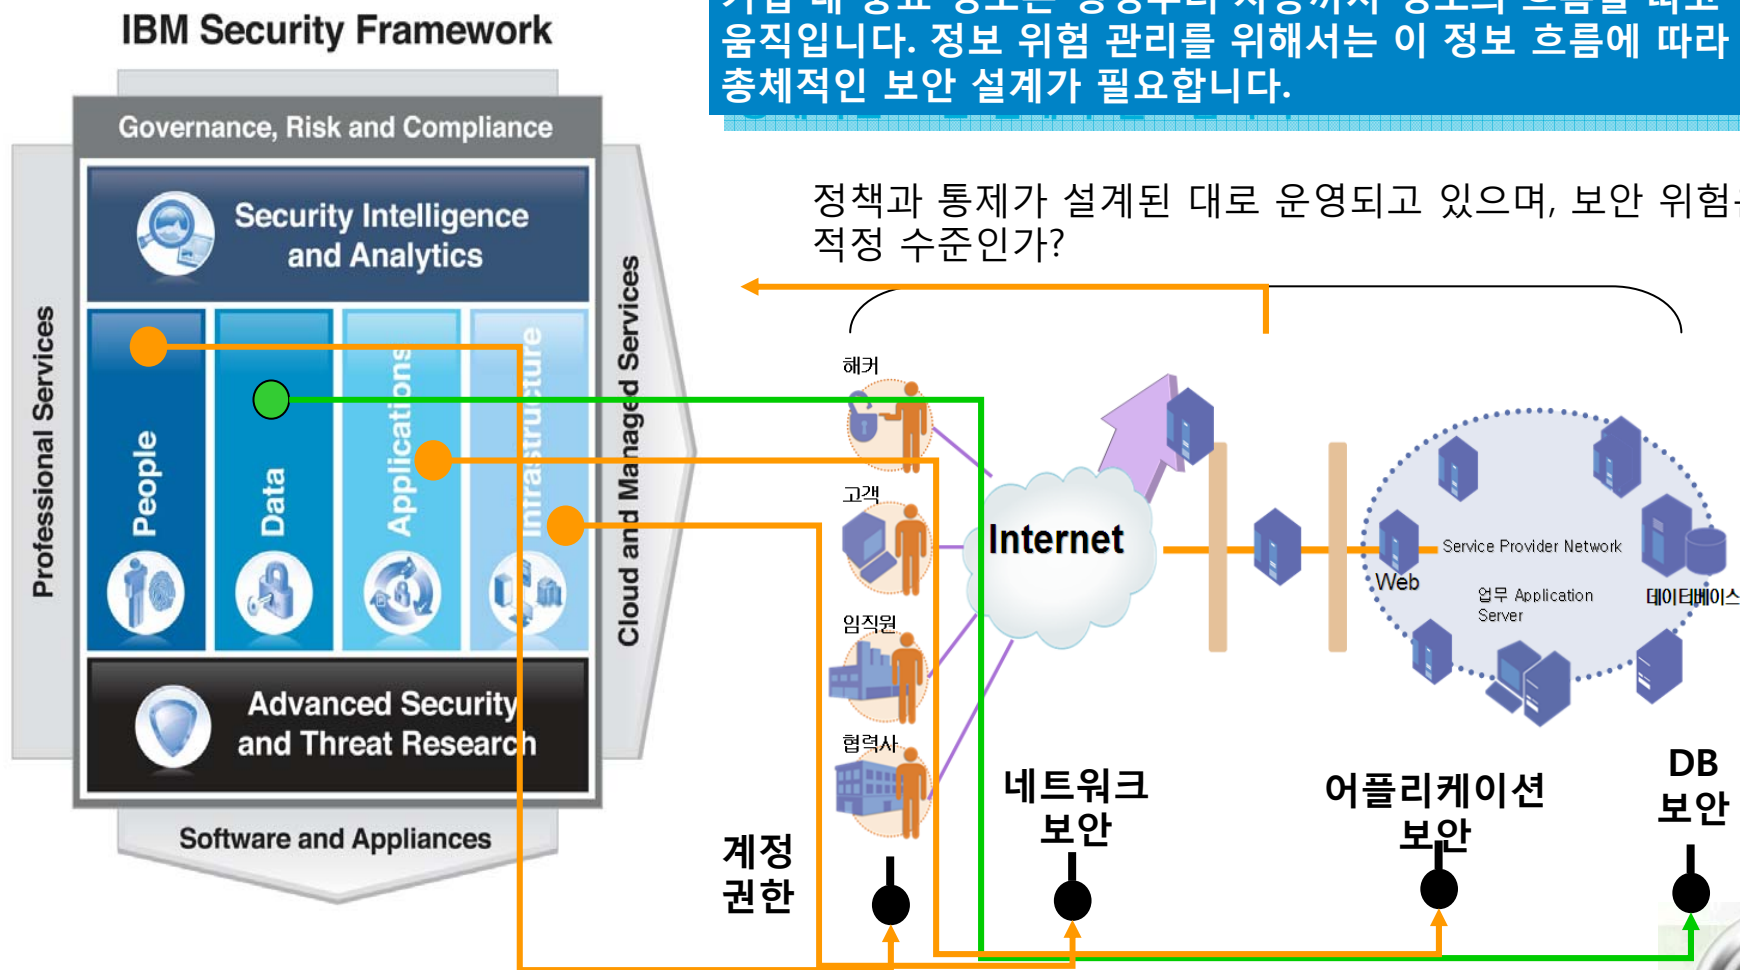 IBM Security Framework
움직입니다. 정보 위험 관리를 위해서는 이 정보 흐름에 따라
총체적인 보안 설계가 필요합니다.
Governance, Risk and Compliance
Security Intelligence
and Analytics
Professional Services
People
Data
Applications
Infrastructure
Cloud and Managed Services
Advanced Security
and Threat Research
Software and Appliances
정책과 통제가 설계된 대로 운영되고 있으며, 보안
적정 수준인가?
해커
고객
임직원
협력사
Internet
Web
Service Provider Network
업무 Application
Server
데이터베이스
계정
권한
네트워크
보안
어플리케이션
보안
DB
보안